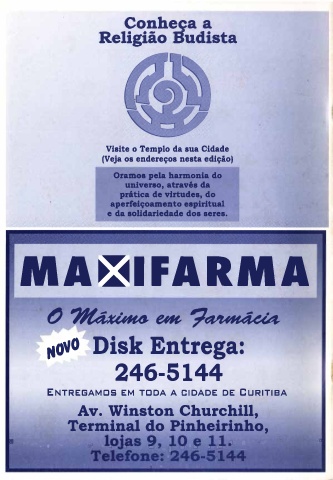 Conheça a
Religião Budista
Visite o Templo da sua Cidade
(Veja os endereços nesta edição)
Oramos pela harmonia do
universo, através da
prática de virtudes, do
aperfeiçoamento espiritual
e da solidariedade dos seres.
MAXIFARMA
O Máximo em Farmácia
NOVO
Disk Entrega:
246-5144
ENTREGAMOS EM TODA A CIDADE DE CURITIBA
Av. Winston Churchill,
Terminal do Pinheirinho,
lojas 9, 10 e 11.
Telefone: 246-5144